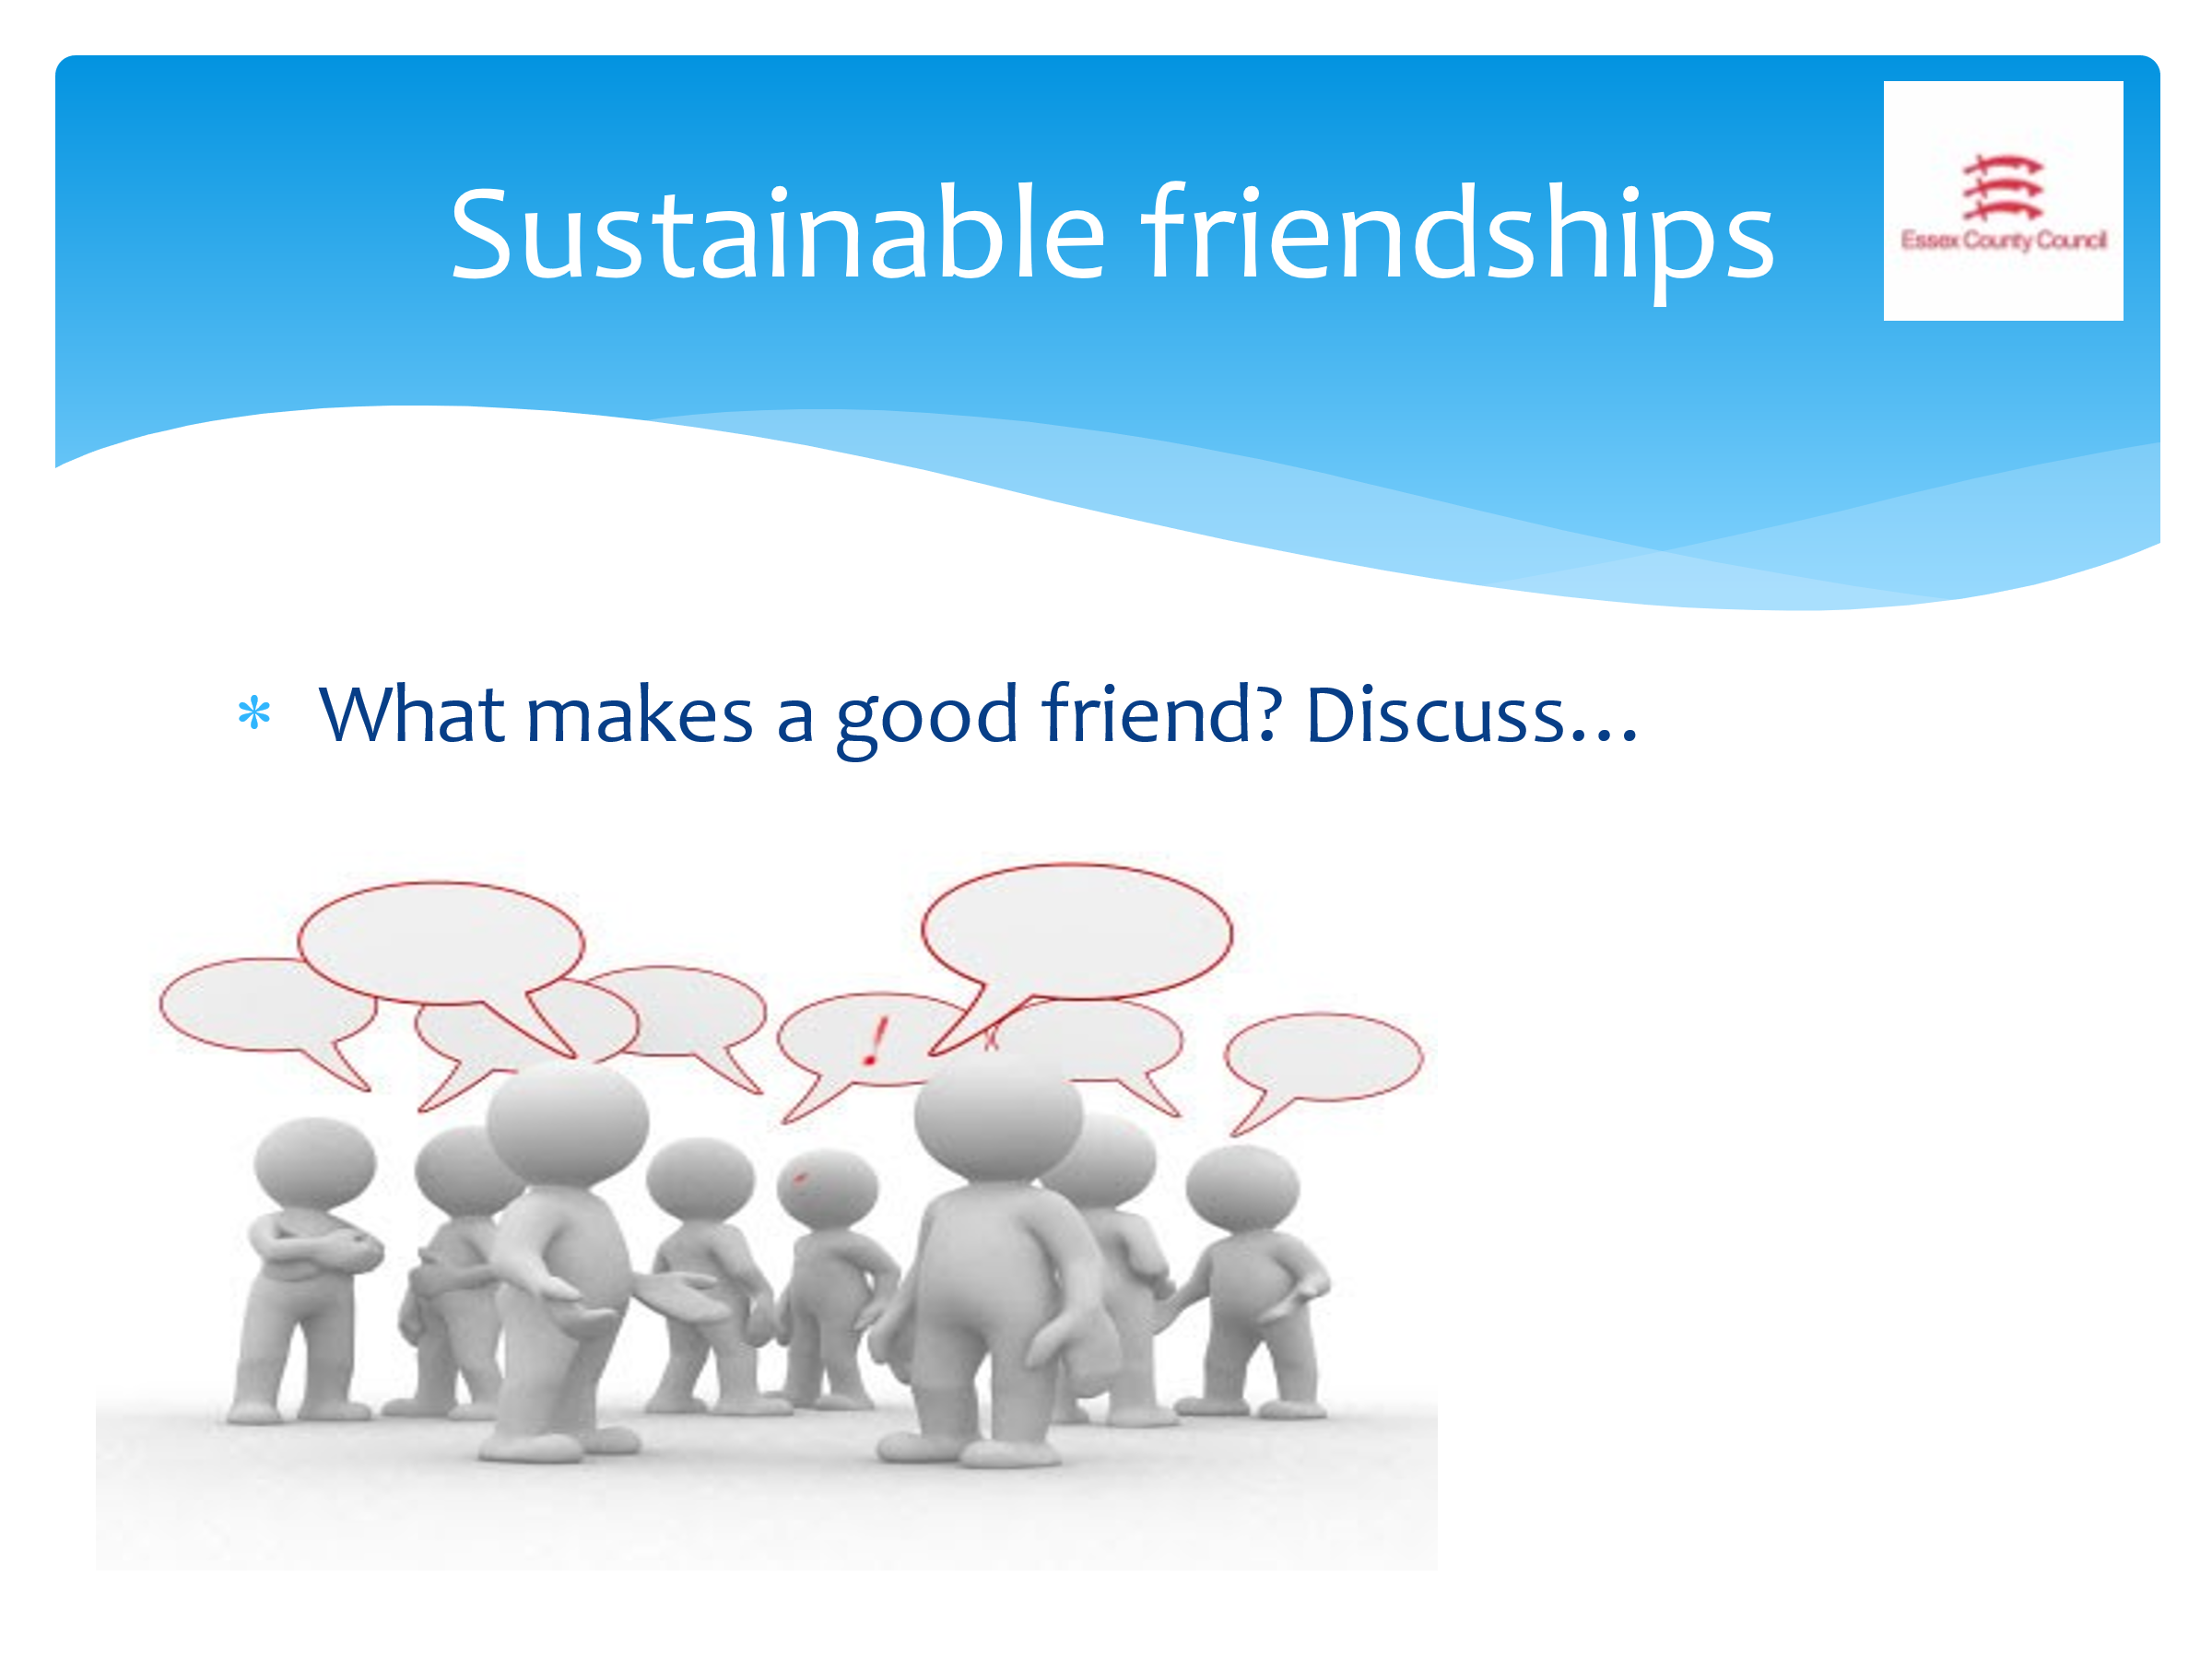 Sustainable friendships
Essex County Council
* What makes a good friend? Discuss...
!